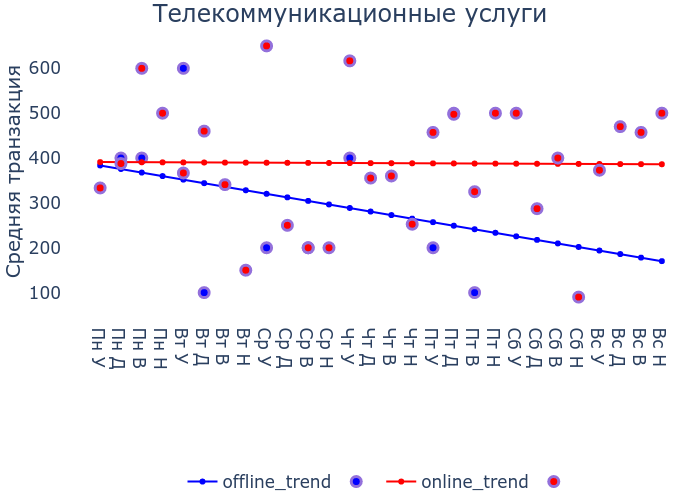 Телекоммуникационные услуги
Средняя транзакция
600
500
400
300
200
100
Пн У
Пн Д
Пн В
Пн Н
Вт У
Вт Д
Вт В
Вт Н
Ср У
Ср Д
Ср В
Ср Н
Чт У
Чт Д
Чт В
Чт Н
Пт У
Пт Д
Пт В
Пт Н
Сб У
Сб Д
Сб В
Сб Н
Вс У
Вс Д
Вс В
Вс Н
offline_trend
online_trend